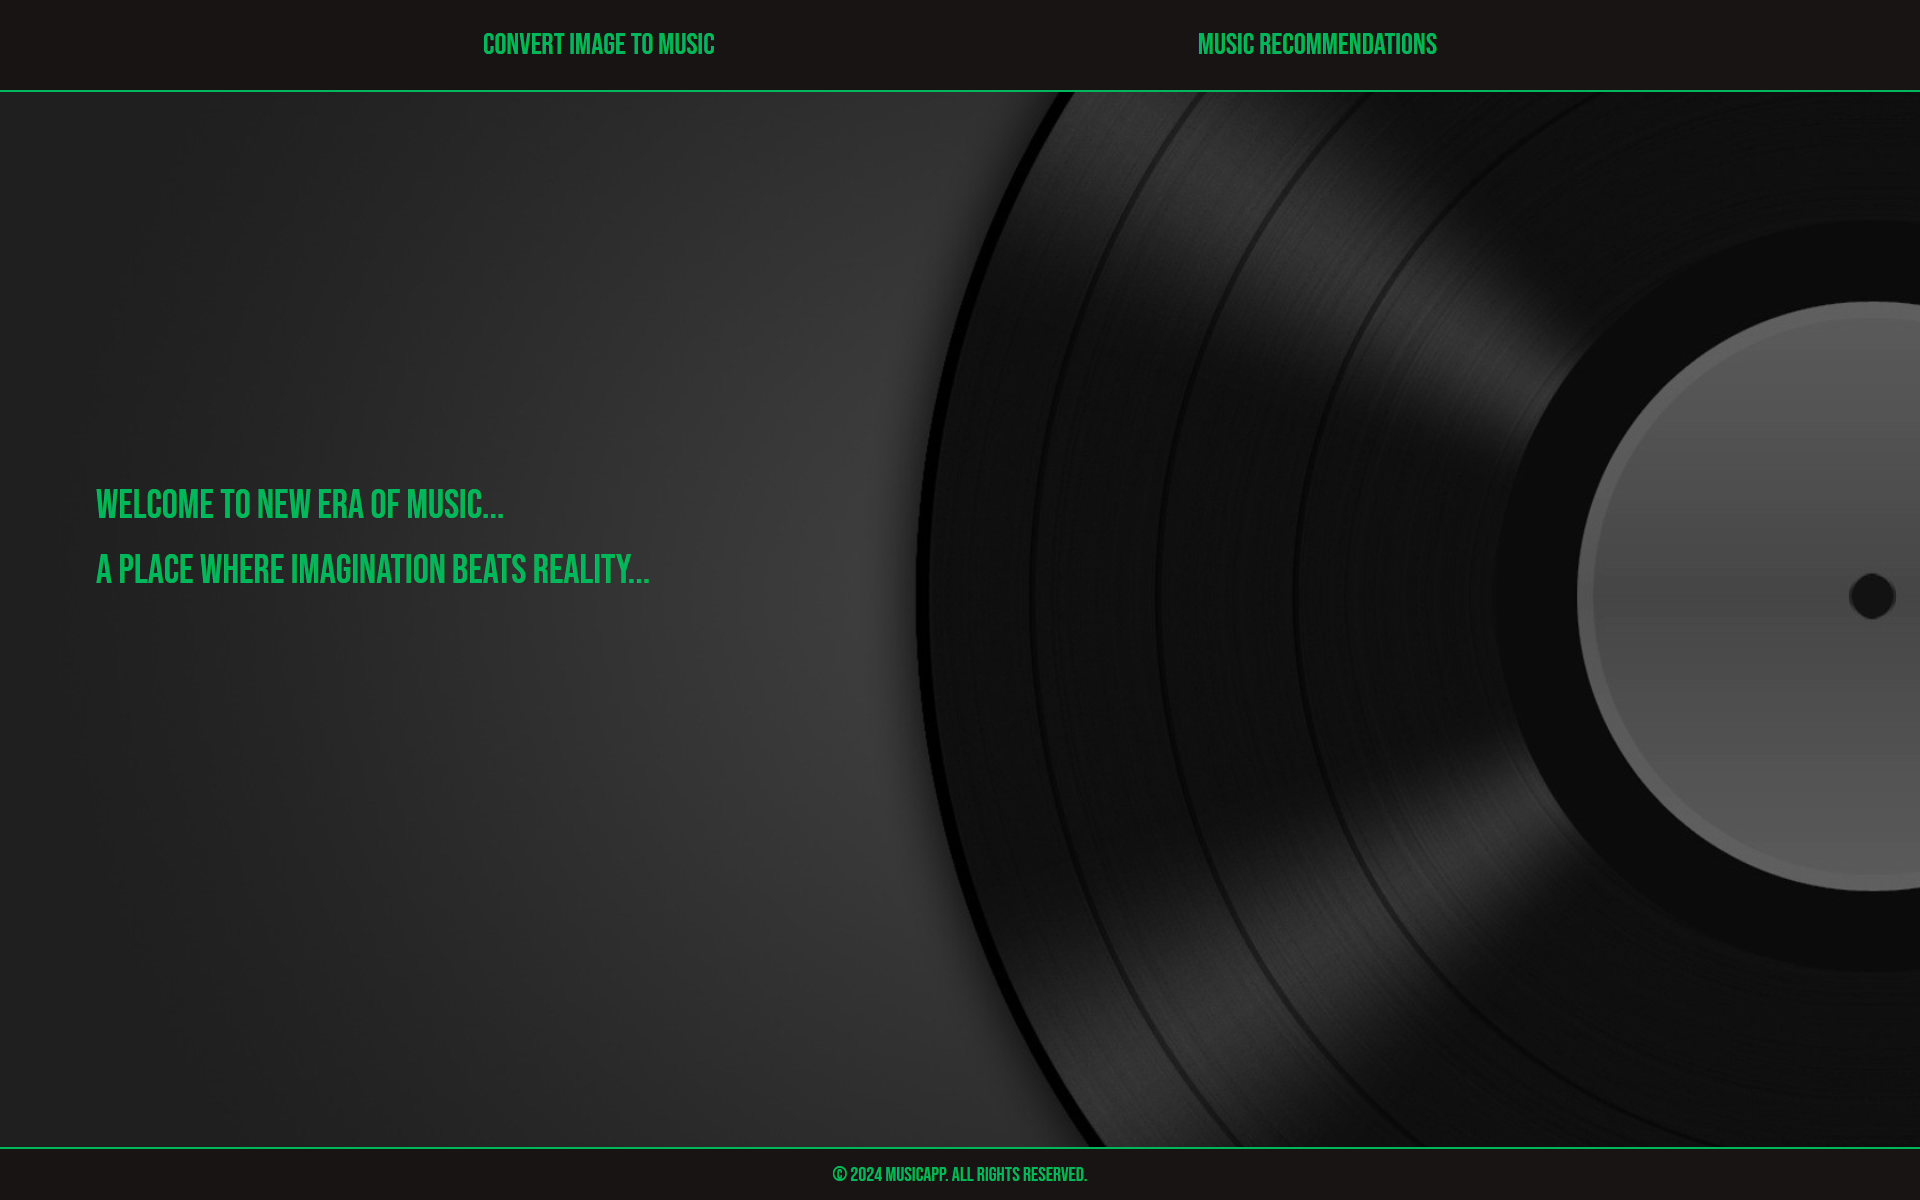 CONVERT IMAGE TO MUSIC
MUSIC RECOMMENDATIONS
WELCOME TO NEW ERA OF MUSIC...
A PLACE WHERE IMAGINATION BEATS REALITY...
© 2024 MUSICAPP. ALL RIGHTS RESERVED.